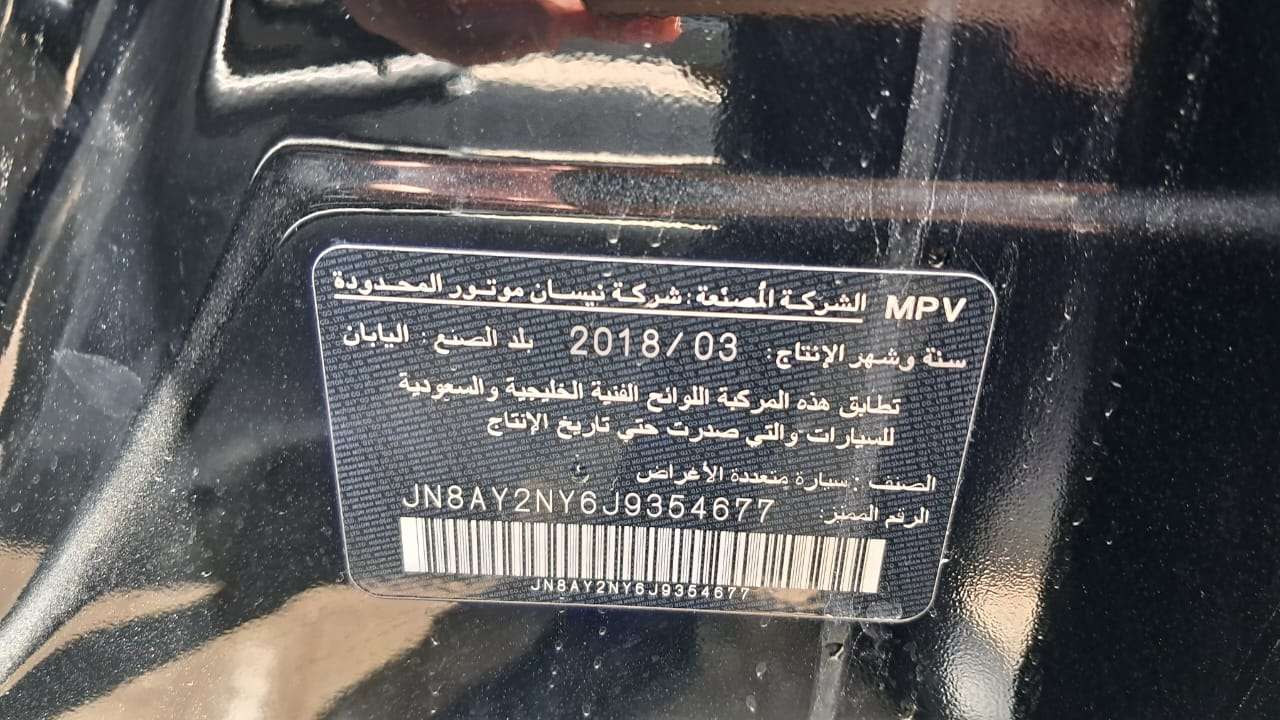 MPV الشركة المصنعة : شركة نيسان موتور المحدودة
سنة وشهر الإنتاج: 2018/03 بلد الصنع : اليابان
تطابق هذه المركبة اللوائح الفنية الخليجية والسعودية
للسيارات والتي صدرت حتي تاريخ الإنتاج
الصنف : سيارة متعددة الأغراض
الرقم المميز: JN8AY2NY6J9354677
JN8AY2NY6J9354677